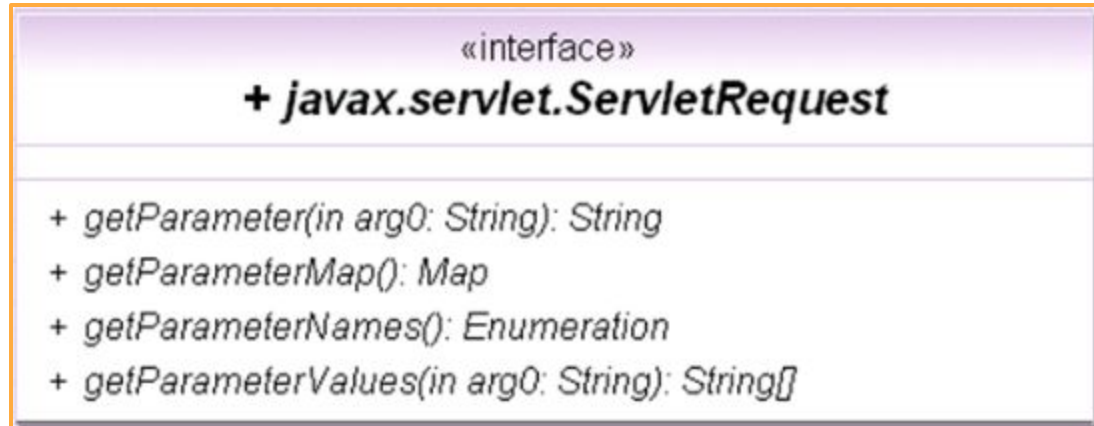 «interface»
+ javax.servlet.ServletRequest
+ getParameter(in arg0: String): String
+ getParameterMap(): Map
+ getParameterNames(): Enumeration
+ getParameterValues(in arg0: String): String[]